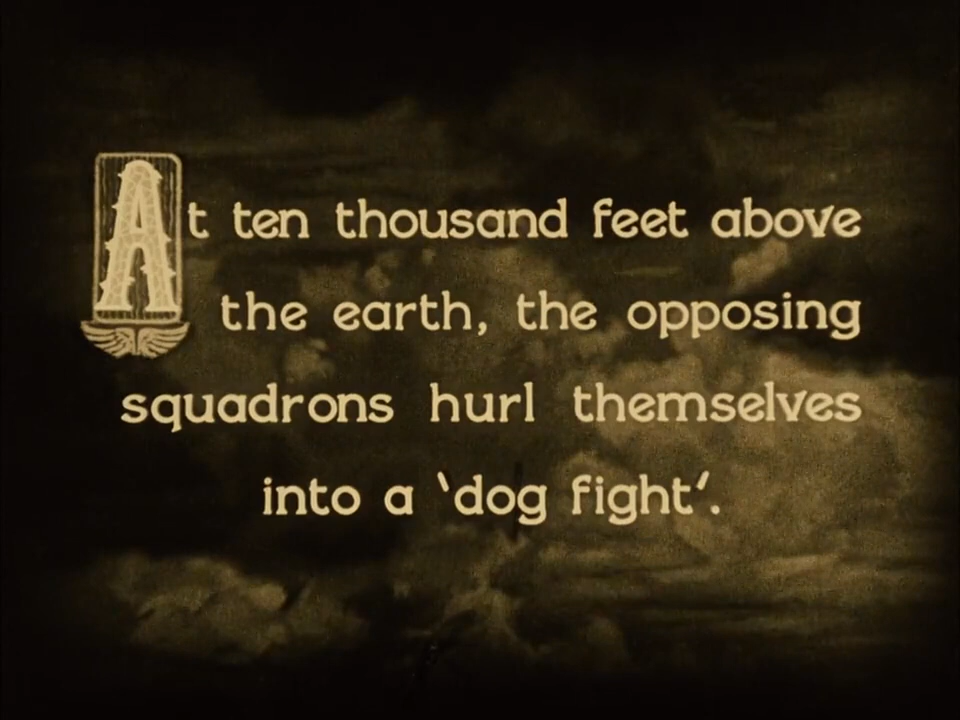 At ten thousand feet above
the earth, the opposing
squadrons hurl themselves
into a 'dog fight'.